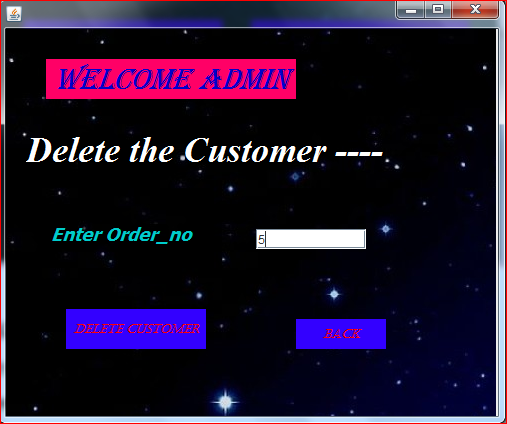 WELCOME ADMIN
Delete the Customer ----
Enter Order_no
5
DELETE CUSTOMER
BACK